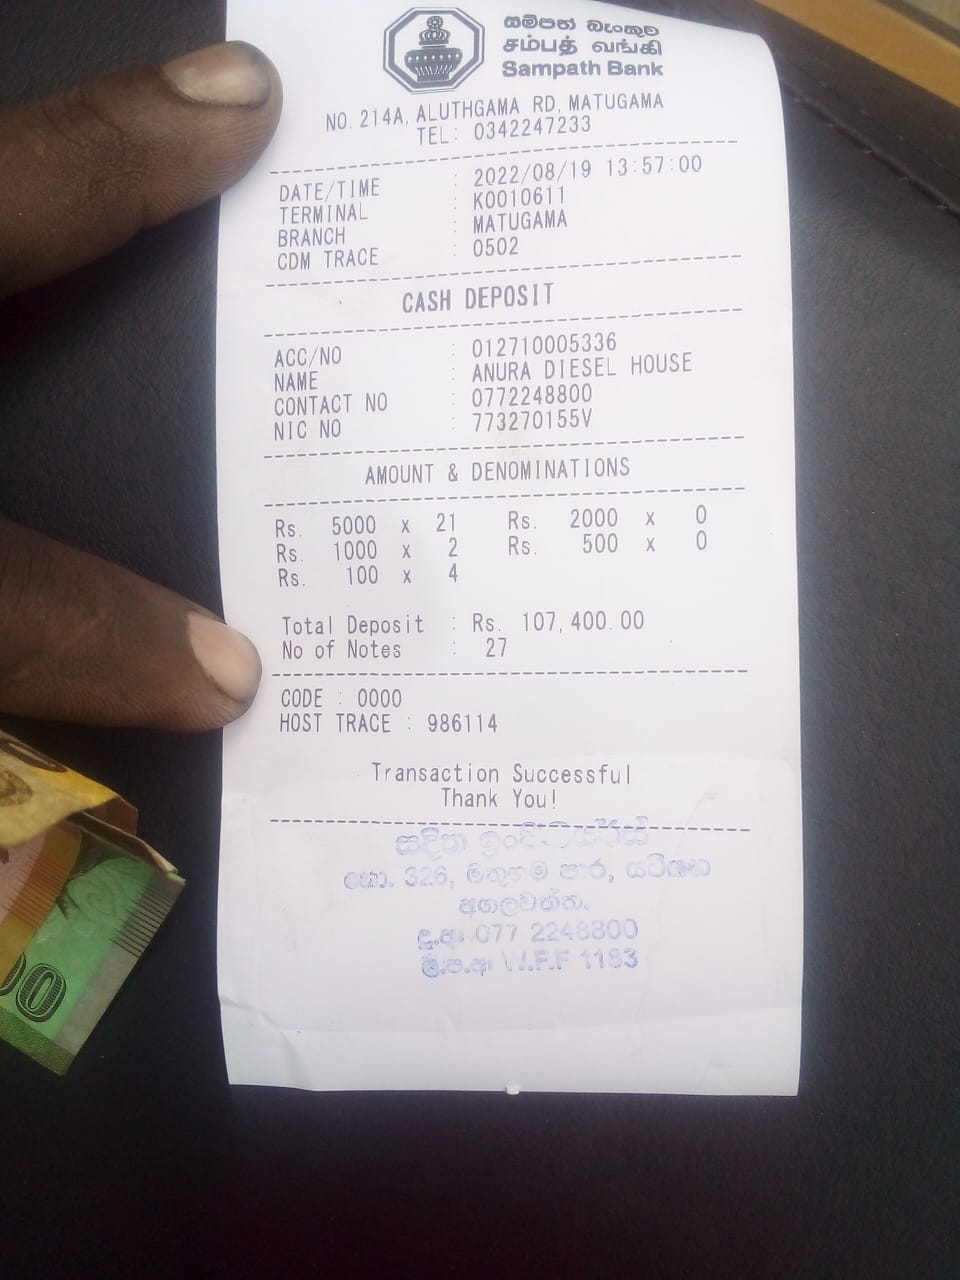 සම්පත් බැංකුව
சம்பத் வங்கி
Sampath Bank
NO. 214A, ALUTHGAMA RD, MATUGAMA
TEL: 0342247233
DATE/TIME : 2022/08/19 13:57:00
TERMINAL : K0010611
BRANCH : MATUGAMA
CDM TRACE : 0502
CASH DEPOSIT
ACC/NO : 012710005336
NAME : ANURA DIESEL HOUSE
CONTACT NO : 0772248800
NIC NO : 773270155V
AMOUNT & DENOMINATIONS
Rs. 5000 x 21 Rs. 2000 x 0
Rs. 1000 x 2 Rs. 500 x 0
Rs. 100 x 4
Total Deposit : Rs. 107,400.00
No of Notes : 27
CODE : 0000
HOST TRACE : 986114
Transaction Successful
Thank You!
නො. 326, මතුගම පාර,
අගලවත්ත.
දු.අ: 077 2248800
ලි.ප.අ: W.F.F 1183